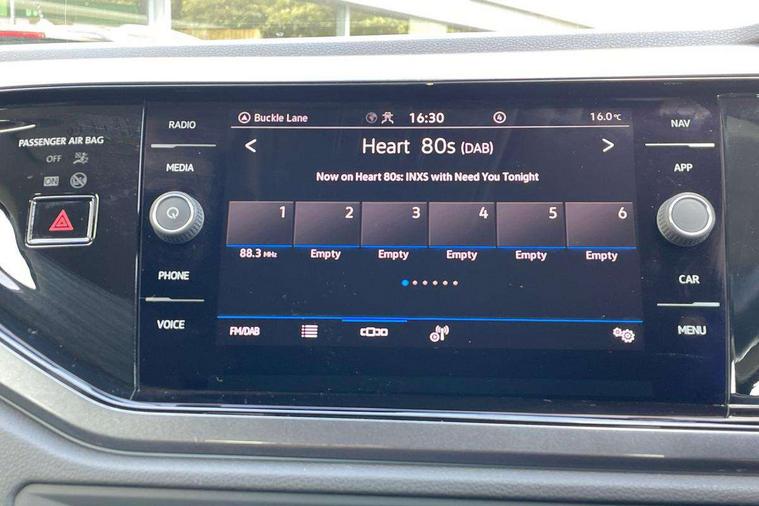 Buckle Lane 16:30 4 16.0°C
RADIO
MEDIA
PHONE
VOICE
PASSENGER AIR BAG
OFF
ON
< Heart 80s (DAB) >
Now on Heart 80s: INXS with Need You Tonight
1 2 3 4 5 6
88.3 MHz Empty Empty Empty Empty Empty
FM/DAB
NAV
APP
CAR
MENU